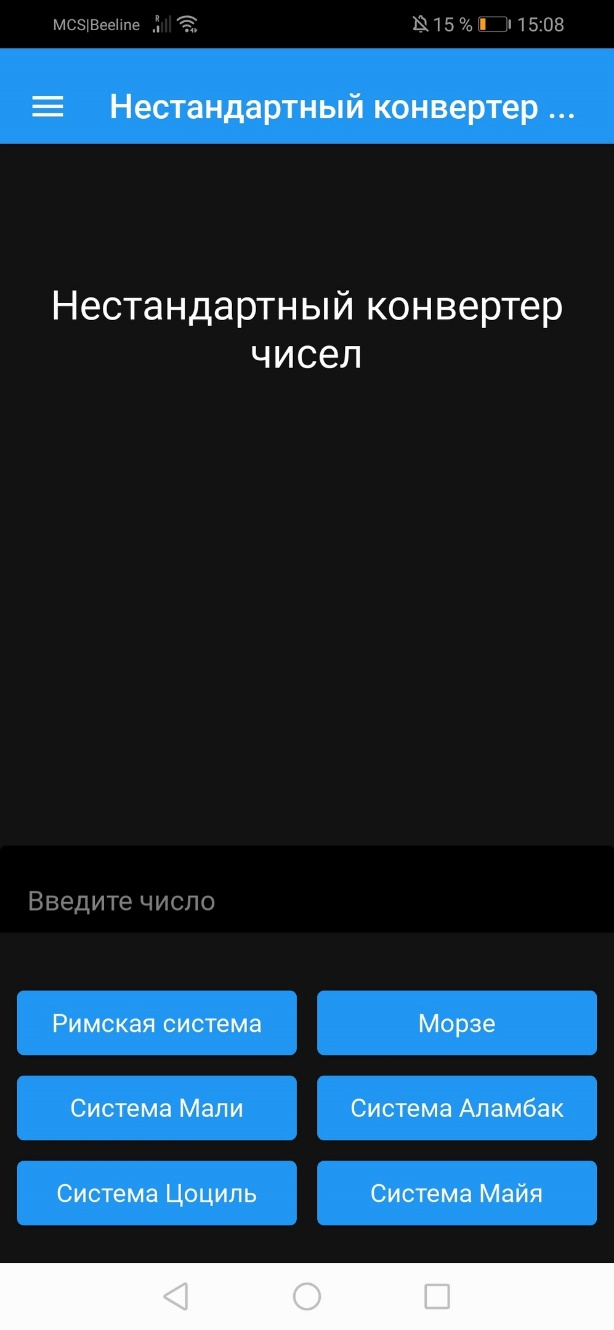 MCS|Beeline R 15 % 15:08
Нестандартный конвертер ...
Нестандартный конвертер
чисел
Введите число
Римская система
Морзе
Система Мали
Система Аламбак
Система Цоциль
Система Майя